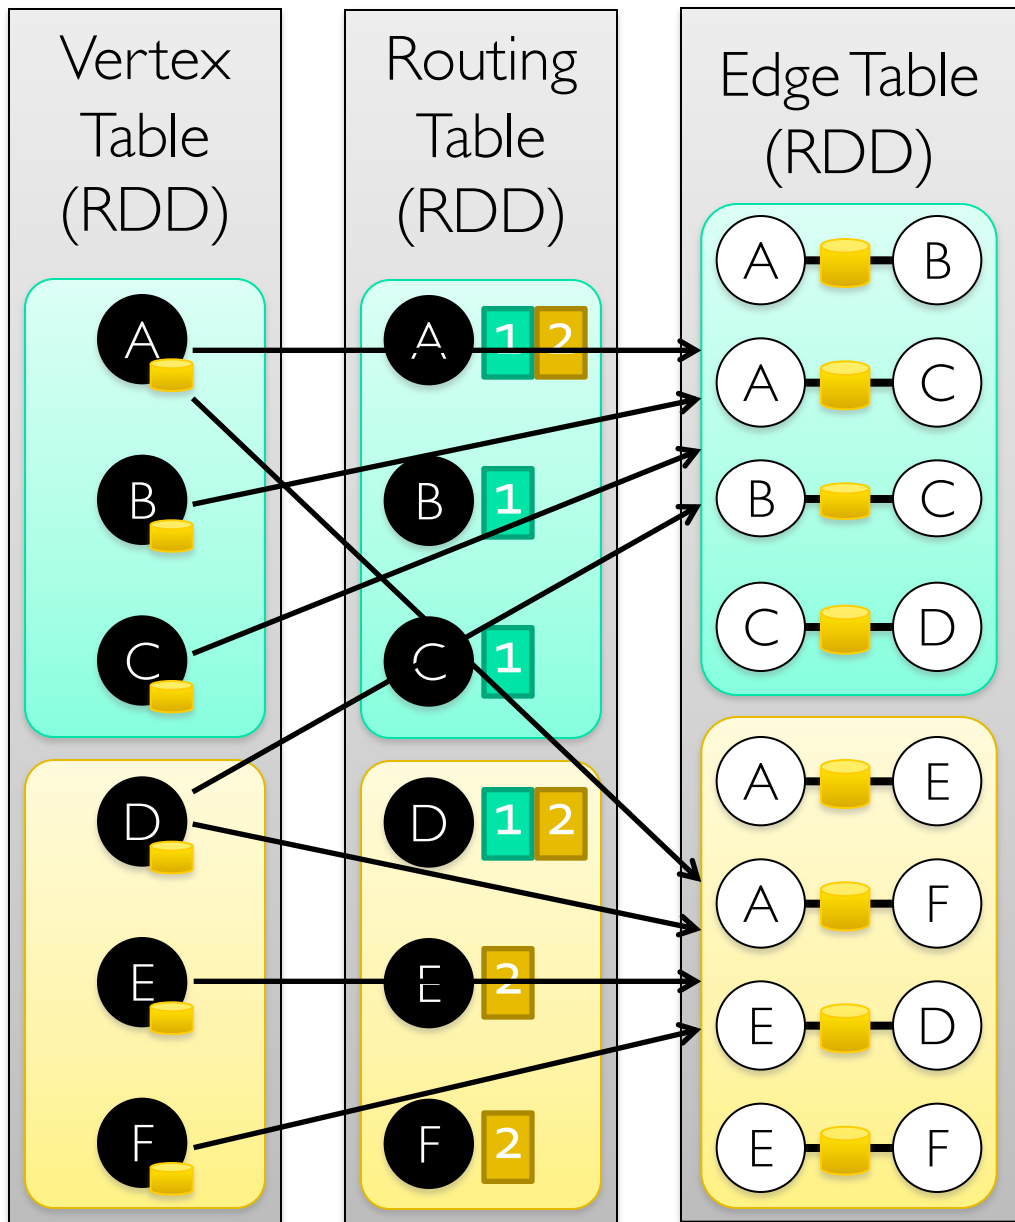 Vertex
Table
(RDD)
A
B
C
D
E
F
Routing
Table
(RDD)
A 1 2
B 1
C 1
D 1 2
E 2
F 2
Edge Table
(RDD)
A B
A C
B C
C D
A E
A F
E D
E F